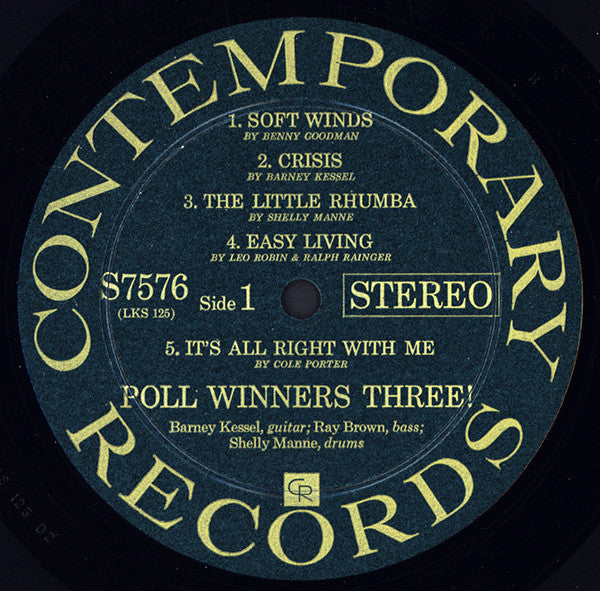 CONTEMPORARY
1. SOFT WINDS
BY BENNY GOODMAN
2. CRISIS
BY BARNEY KESSEL
3. THE LITTLE RHUMBA
BY SHELLY MANNE
4. EASY LIVING
BY LEO ROBIN & RALPH RAINGER
S7576
(LKS 125)
Side 1
STEREO
5. IT'S ALL RIGHT WITH ME
BY COLE PORTER
POLL WINNERS THREE!
Barney Kessel, guitar; Ray Brown, bass;
Shelly Manne, drums
CR
RECORDS